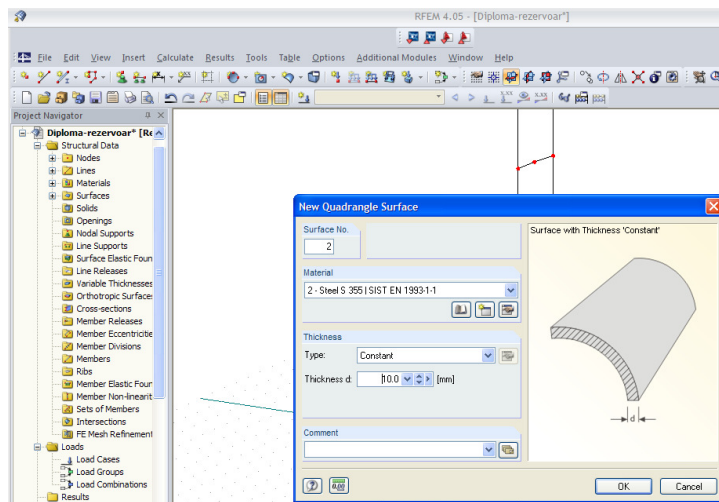 RFEM 4.05 - [Diploma-rezervoar*]
File Edit View Insert Calculate Results Tools Table Options Additional Modules Window Help
Project Navigator
Diploma-rezervoar* [Re
Structural Data
Nodes
Lines
Materials
Surfaces
Solids
Openings
Nodal Supports
Line Supports
Surface Elastic Foun
Line Releases
Variable Thicknesses
Orthotropic Surface
Cross-sections
Member Releases
Member Eccentricitie
Member Divisions
Members
Ribs
Member Elastic Four
Member Non-linearit
Sets of Members
Intersections
FE Mesh Refinement
Loads
Load Cases
Load Groups
Load Combinations
Results
New Quadrangle Surface
Surface No.
2
Material
2 - Steel S 355 | SIST EN 1993-1-1
Thickness
Type: Constant
Thickness d: 10.0 [mm]
Comment
Surface with Thickness 'Constant'
d
OK Cancel